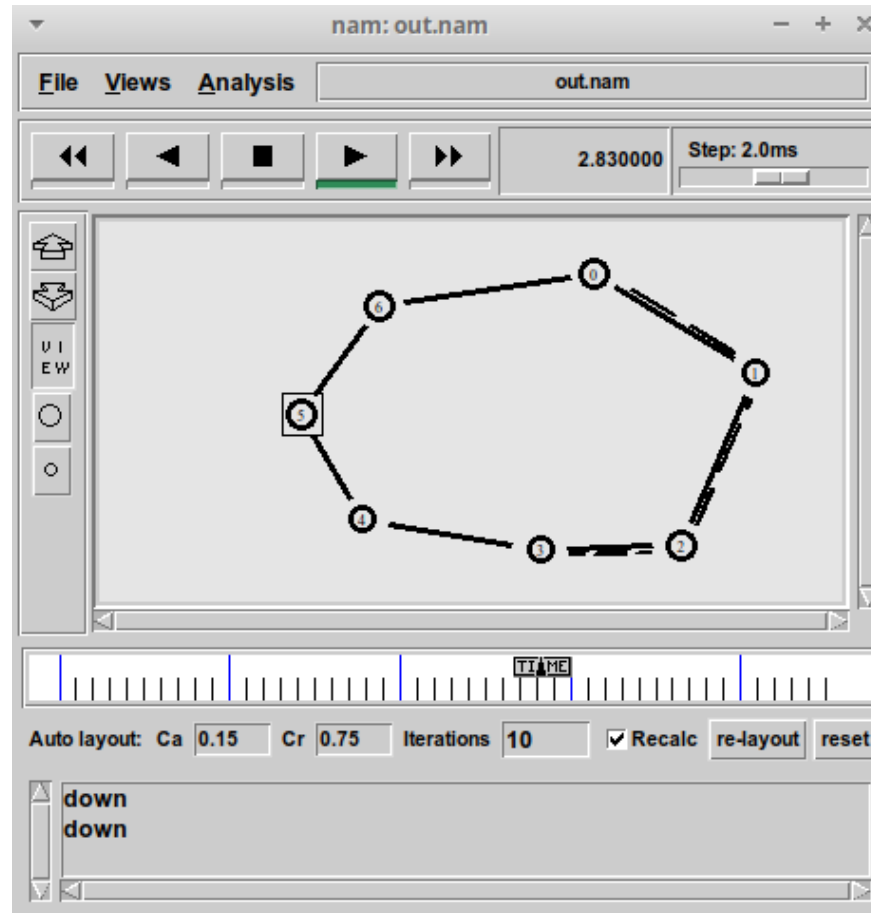 nam: out.nam
File Views Analysis out.nam
2.830000 Step: 2.0ms
V I
E W
0
6
1
5
4
3
2
TIME
Auto layout: Ca 0.15 Cr 0.75 Iterations 10 Recalc re-layout reset
down
down